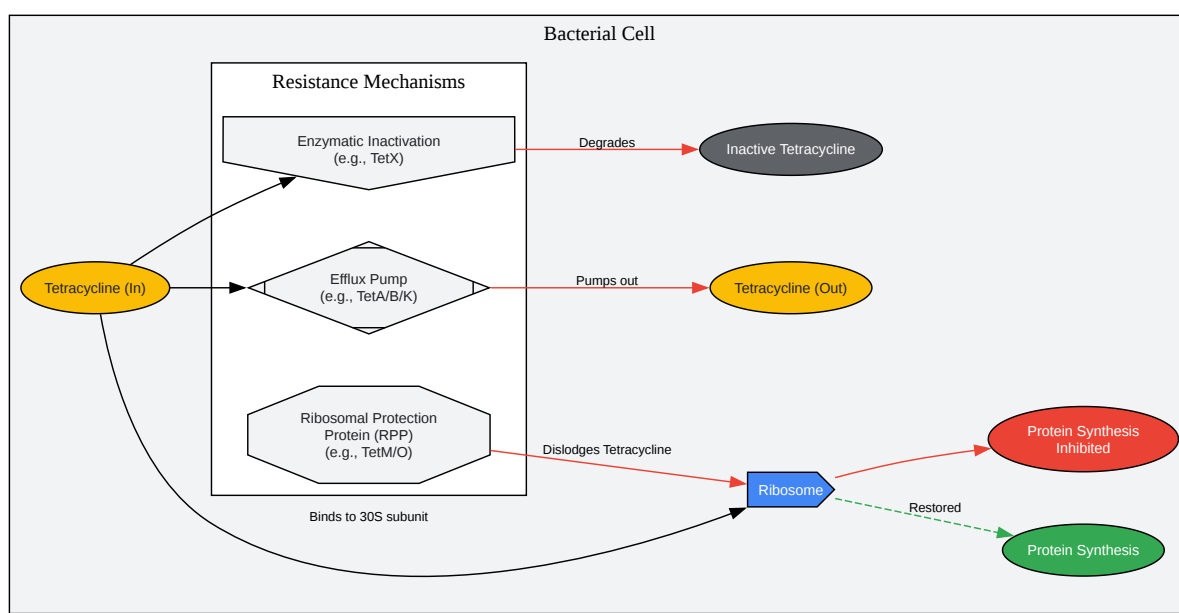 Bacterial Cell
Resistance Mechanisms
Enzymatic Inactivation
(e.g., TetX)
Degrades
Inactive Tetracycline
Tetracycline (In)
Efflux Pump
(e.g., TetA/B/K)
Pumps out
Tetracycline (Out)
Ribosomal Protection
Protein (RPP)
(e.g., TetM/O)
Dislodges Tetracycline
Binds to 30S subunit
Ribosome
Protein Synthesis
Inhibited
Restored
Protein Synthesis